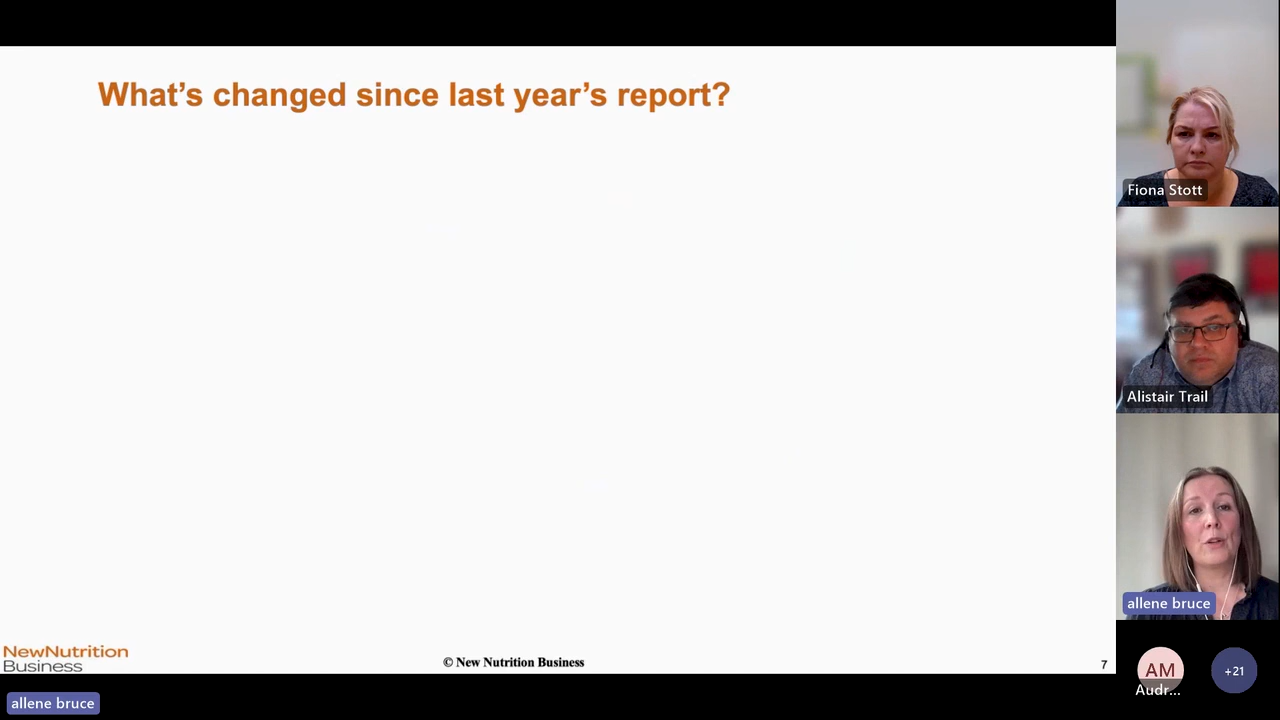 What's changed since last year's report?
Fiona Stott
Alistair Trail
allene bruce
NewNutrition
Business
© New Nutrition Business
7
AM
Audr...
+21
allene bruce